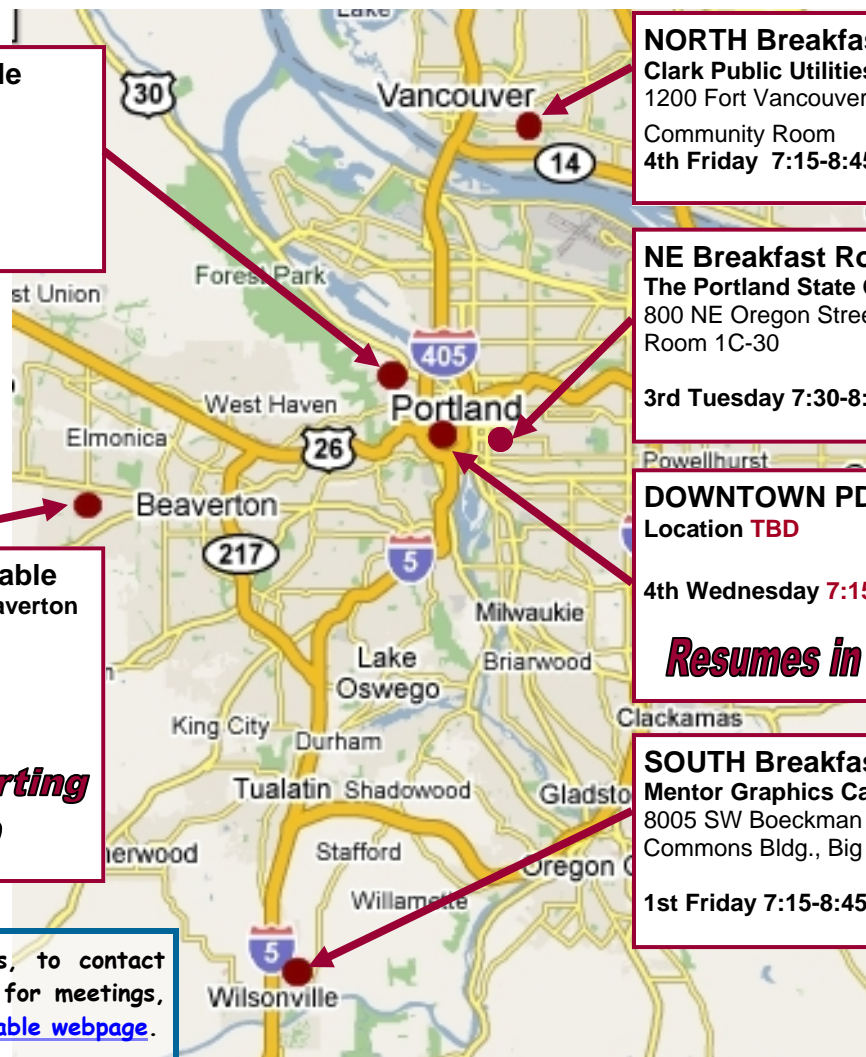 Lake
30
Vancouver
14
Forest Park
st Union
405
West Haven
Portland
Elmonica
26
Beaverton
Powellhurst
217
5
Milwaukie
Lake
Oswego
Briarwood
King City
Durham
Clackamas
Tualatin
Shadowood
Gladsto
Stafford
erwood
Oregon
Willamette
5
Wilsonville
NORTH Breakfas
Clark Public Utilities
1200 Fort Vancouver
Community Room
4th Friday 7:15-8:45
NE Breakfast Ro
The Portland State
800 NE Oregon Stree
Room 1C-30
3rd Tuesday 7:30-8:
DOWNTOWN PD
Location TBD
4th Wednesday 7:15
Resumes in
SOUTH Breakfas
Mentor Graphics Ca
8005 SW Boeckman
Commons Bldg., Big
1st Friday 7:15-8:45
le
able
averton
rting
s, to contact
for meetings,
able webpage.